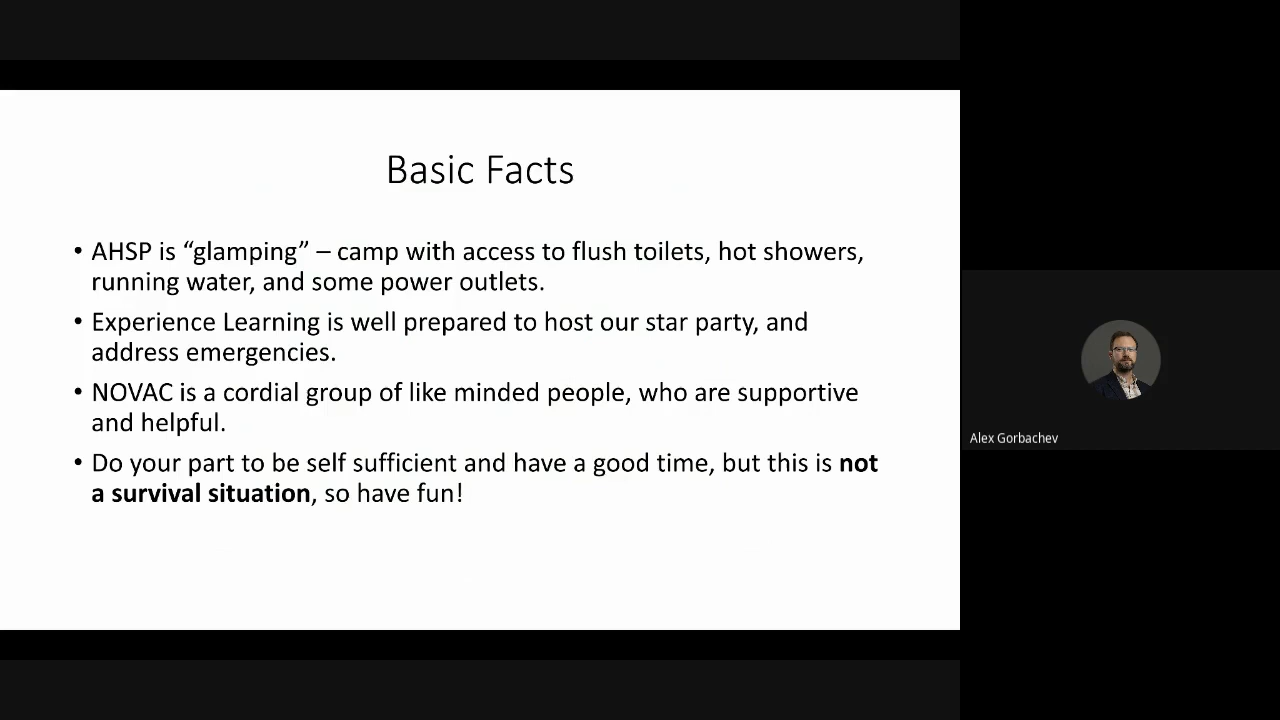 Basic Facts
• AHSP is “glamping” – camp with access to flush toilets, hot showers,
running water, and some power outlets.
• Experience Learning is well prepared to host our star party, and
address emergencies.
• NOVAC is a cordial group of like minded people, who are supportive
and helpful.
• Do your part to be self sufficient and have a good time, but this is not
a survival situation, so have fun!
Alex Gorbachev